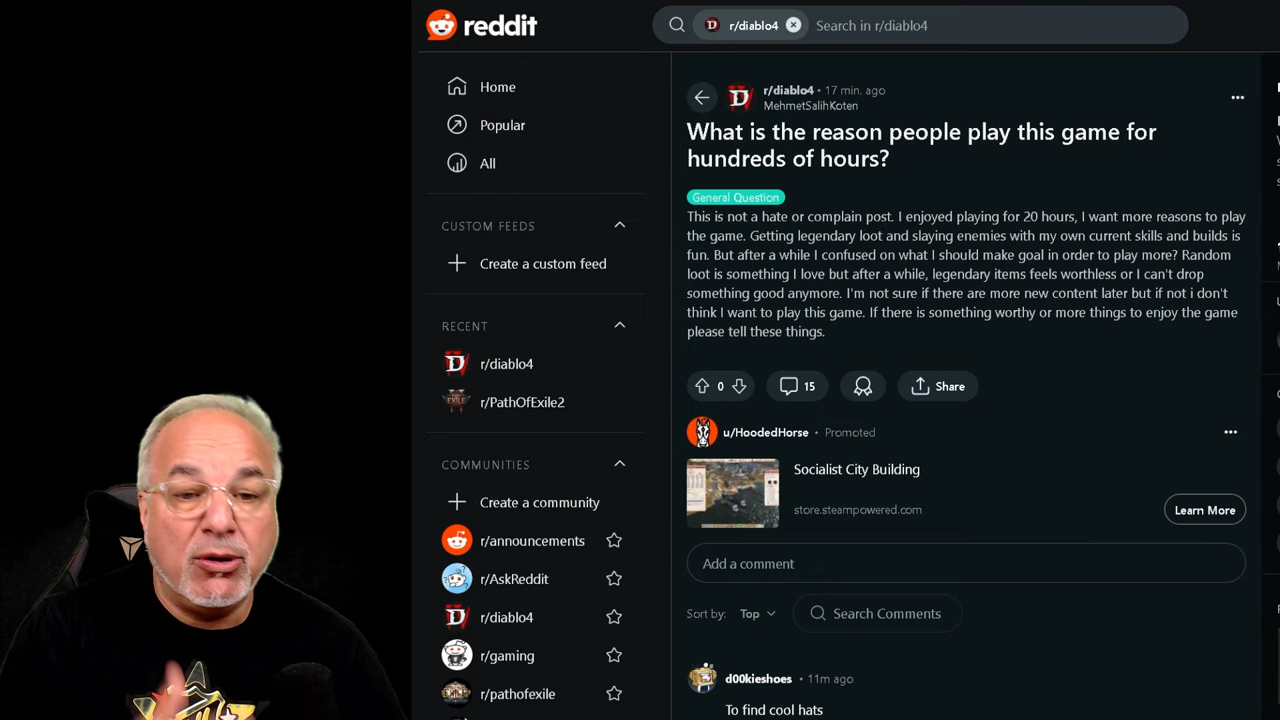 reddit
r/diablo4
Search in r/diablo4
Home
Popular
All
CUSTOM FEEDS
Create a custom feed
RECENT
r/diablo4
r/PathOfExile2
COMMUNITIES
Create a community
r/announcements
r/AskReddit
r/diablo4
r/gaming
r/pathofexile
r/diablo4 • 17 min. ago
MehmetSalihKoten
What is the reason people play this game for
hundreds of hours?
General Question
This is not a hate or complain post. I enjoyed playing for 20 hours, I want more reasons to play
the game. Getting legendary loot and slaying enemies with my own current skills and builds is
fun. But after a while I confused on what I should make goal in order to play more? Random
loot is something I love but after a while, legendary items feels worthless or I can't drop
something good anymore. I'm not sure if there are more new content later but if not i don't
think I want to play this game. If there is something worthy or more things to enjoy the game
please tell these things.
0
15
Share
u/HoodedHorse • Promoted
Socialist City Building
store.steampowered.com
Learn More
Add a comment
Sort by: Top
Search Comments
d00kieshoes • 11m ago
To find cool hats